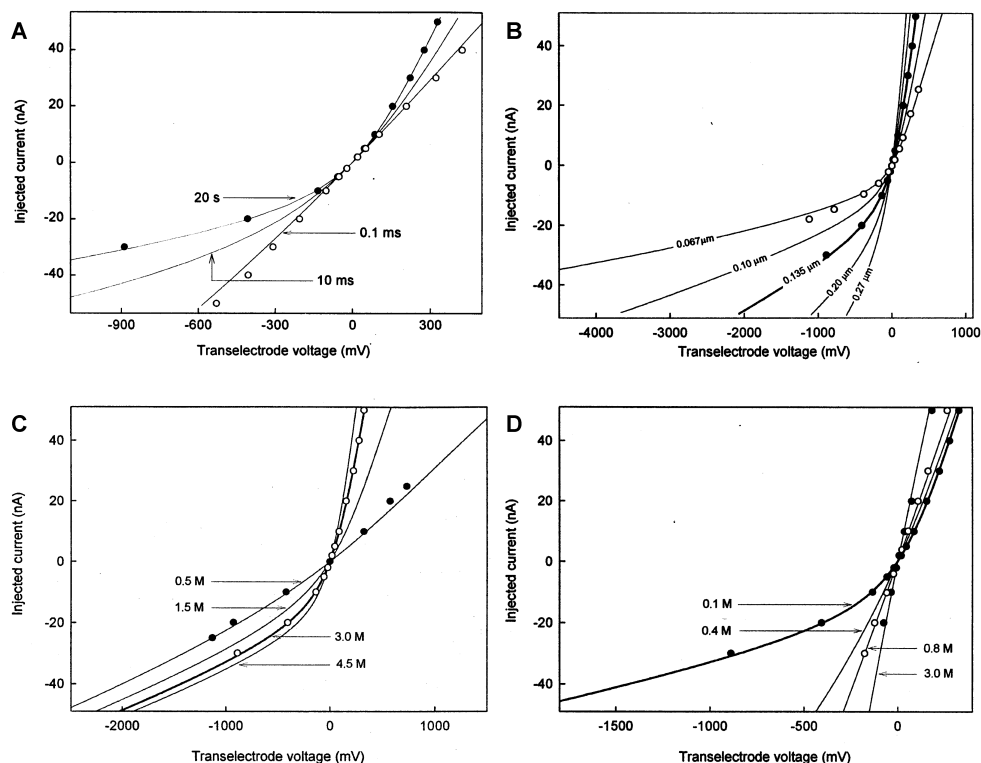 A
Injected current (nA)
40
20
0
-20
-40
20 s
0.1 ms
10 ms
-900
-600
-300
0
300
Transelectrode voltage (mV)
B
Injected current (nA)
40
20
0
-20
-40
0.067µm
0.10 µm
0.135 µm
0.20 µm
0.27 µm
-4000
-3000
-2000
-1000
0
1000
Transelectrode voltage (mV)
C
Injected current (nA)
40
20
0
-20
-40
0.5 M
1.5 M
3.0 M
4.5 M
-2000
-1000
0
1000
Transelectrode voltage (mV)
D
Injected current (nA)
40
20
0
-20
-40
0.1 M
0.4 M
0.8 M
3.0 M
-1500
-1000
-500
0
Transelectrode voltage (mV)